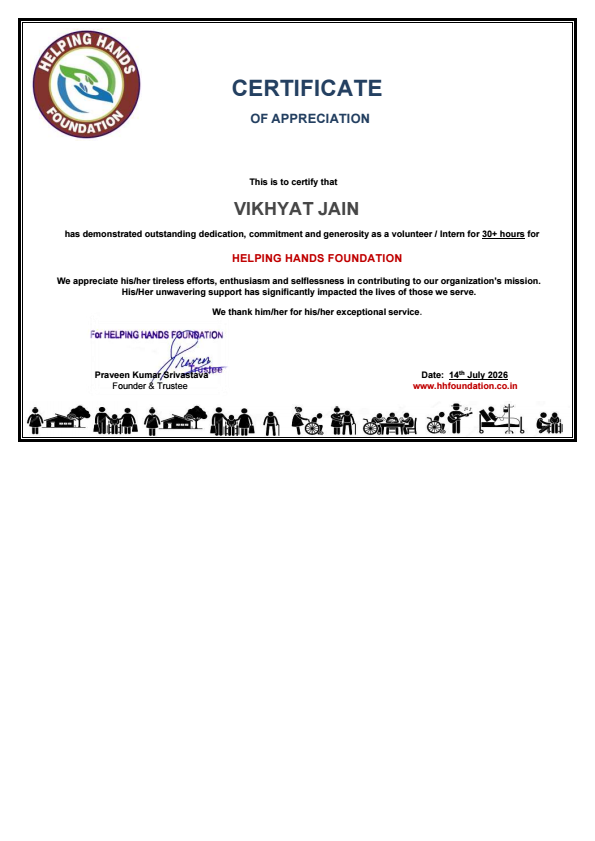 HELPING HANDS
FOUNDATION
CERTIFICATE
OF APPRECIATION
This is to certify that
VIKHYAT JAIN
has demonstrated outstanding dedication, commitment and generosity as a volunteer / Intern for 30+ hours for
HELPING HANDS FOUNDATION
We appreciate his/her tireless efforts, enthusiasm and selflessness in contributing to our organization's mission.
His/Her unwavering support has significantly impacted the lives of those we serve.
We thank him/her for his/her exceptional service.
For HELPING HANDS FOUNDATION
Trustee
Praveen Kumar Srivastava
Founder & Trustee
Date: 14th July 2026
www.hhfoundation.co.in